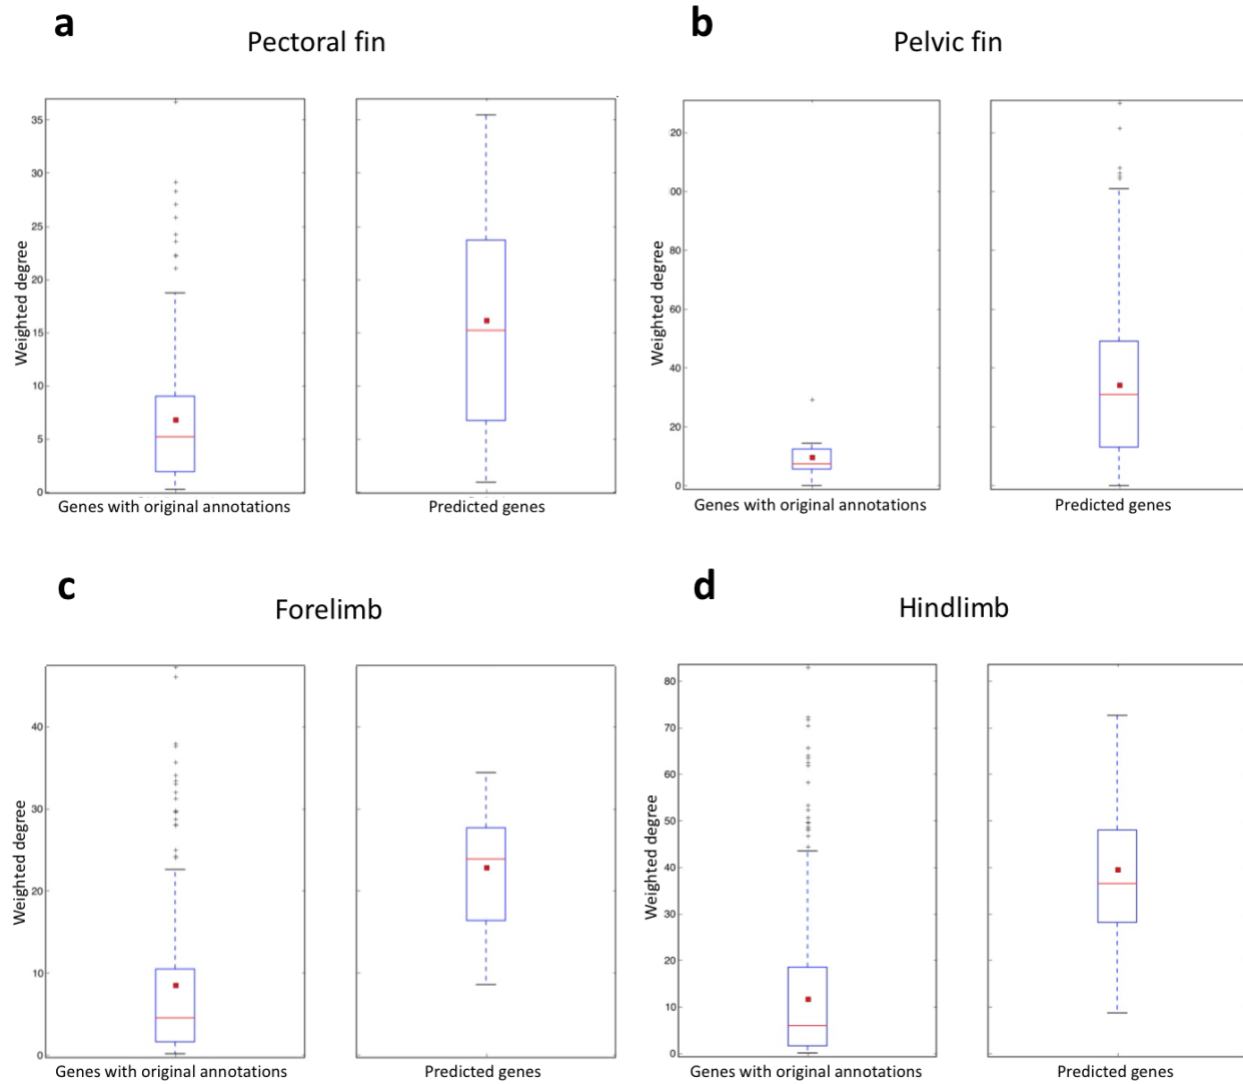 a
Pectoral fin
b
Pelvic fin
Weighted degree
35
30
25
20
15
10
5
0
Genes with original annotations
Predicted genes
Weighted degree
20
00
80
60
40
20
0
Genes with original annotations
Predicted genes
c
Forelimb
d
Hindlimb
Weighted degree
40
30
20
10
0
Genes with original annotations
Predicted genes
Weighted degree
80
70
60
50
40
30
20
10
0
Genes with original annotations
Predicted genes